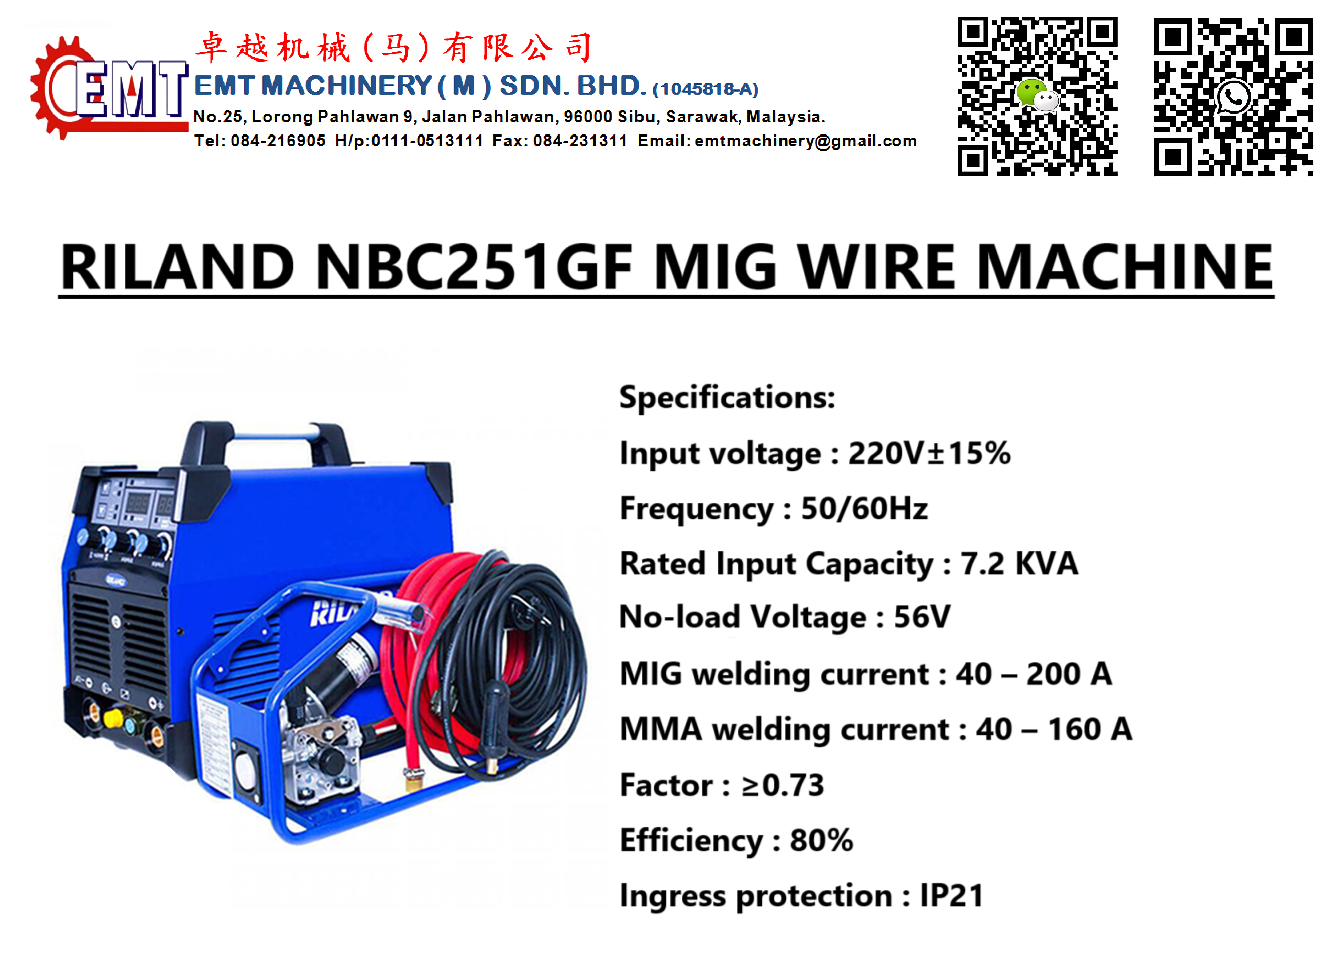 卓越机械(马)有限公司
EMT
EMT MACHINERY ( M ) SDN. BHD. (1045818-A)
No.25, Lorong Pahlawan 9, Jalan Pahlawan, 96000 Sibu, Sarawak, Malaysia.
Tel: 084-216905 H/p:0111-0513111 Fax: 084-231311 Email: emtmachinery@gmail.com
RILAND NBC251GF MIG WIRE MACHINE
RILAND
RILAND
Specifications:
Input voltage : 220V±15%
Frequency : 50/60Hz
Rated Input Capacity : 7.2 KVA
No-load Voltage : 56V
MIG welding current : 40 – 200 A
MMA welding current : 40 – 160 A
Factor : ≥0.73
Efficiency : 80%
Ingress protection : IP21